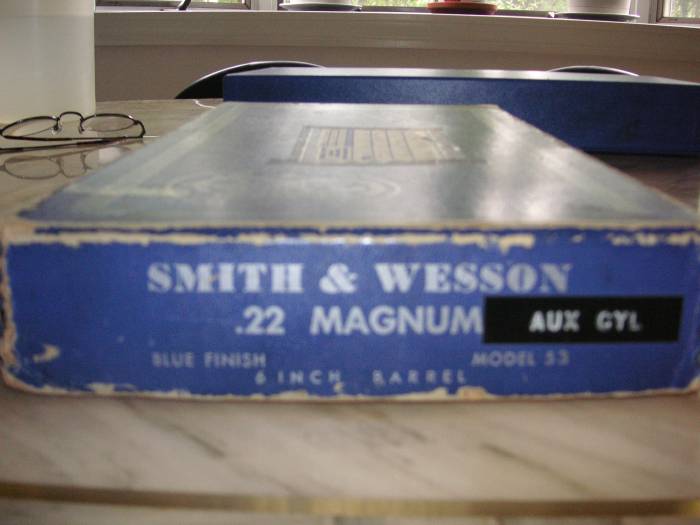 SMITH & WESSON
.22 MAGNUM AUX CYL
BLUE FINISH MODEL 53
6 INCH BARREL